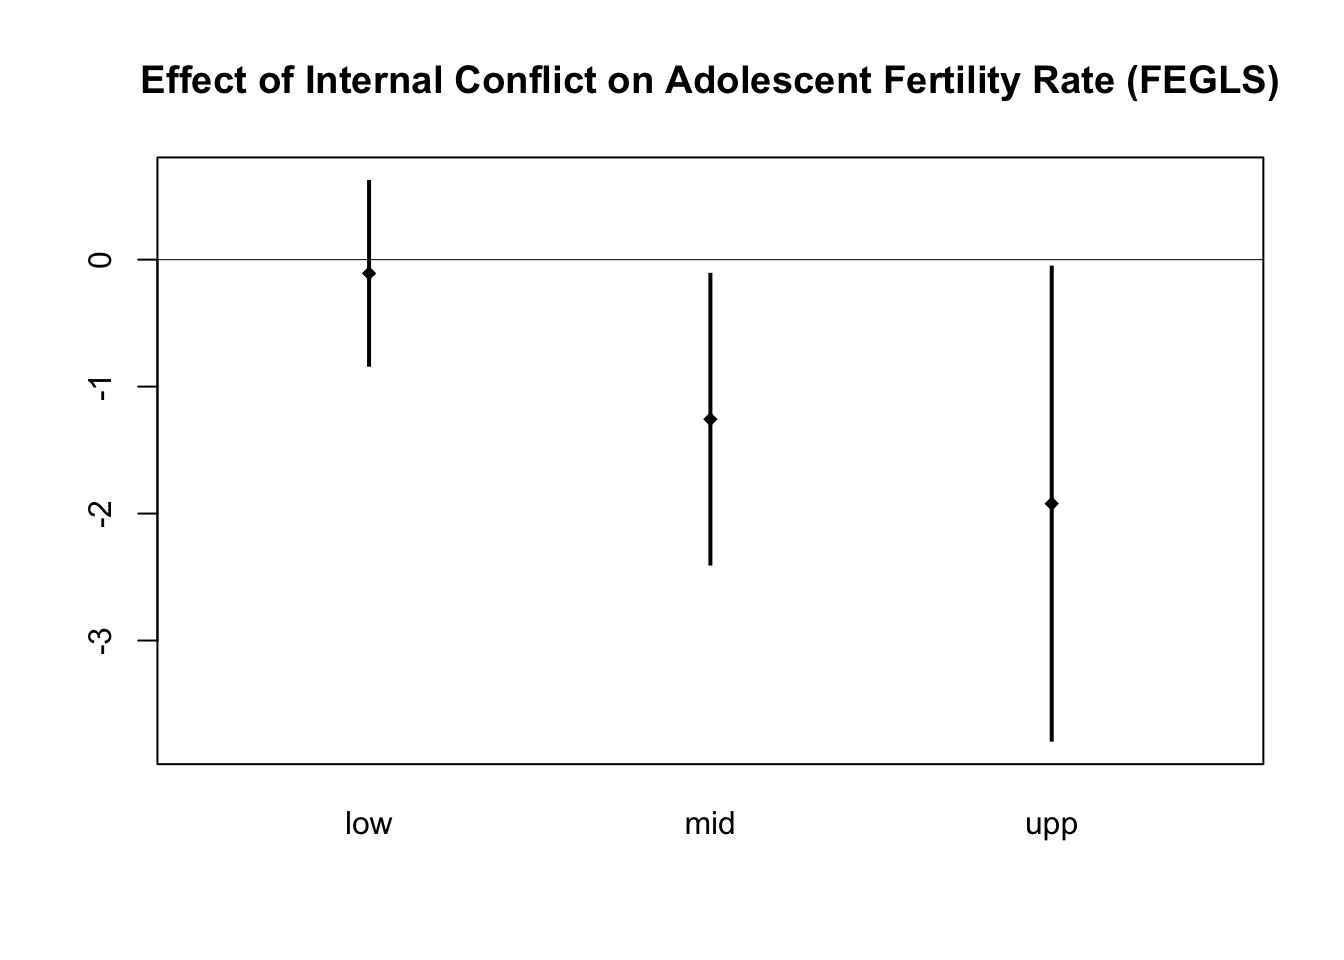 Effect of Internal Conflict on Adolescent Fertility Rate (FEGLS)
0
-1
-2
-3
low mid upp